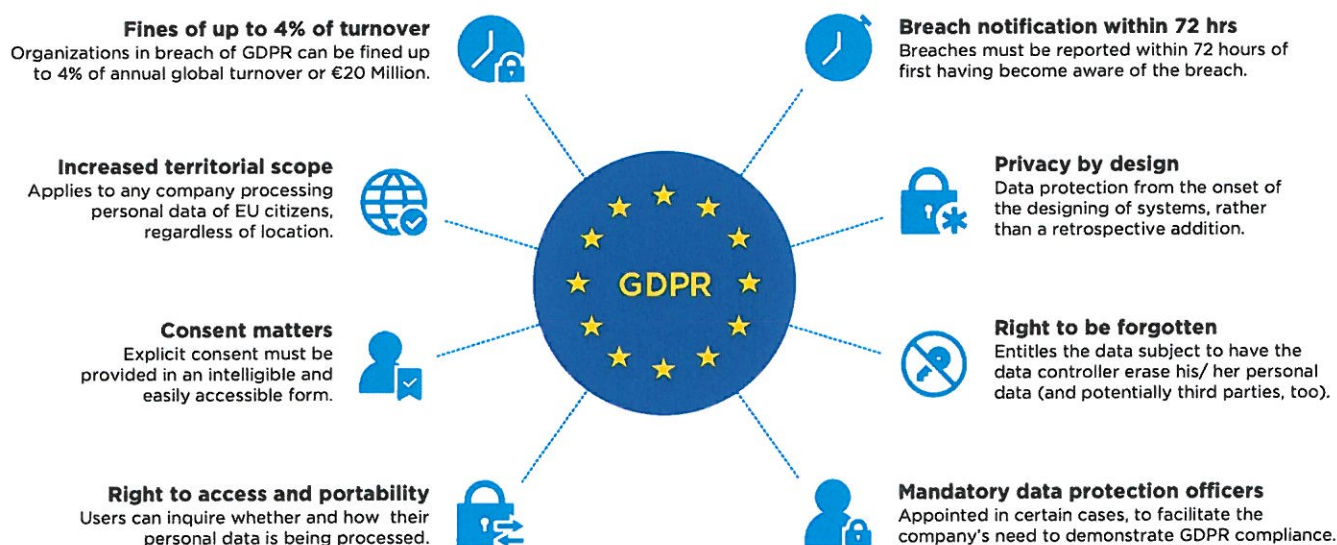 Fines of up to 4% of turnover
Organizations in breach of GDPR can be fined up
to 4% of annual global turnover or €20 Million.
Increased territorial scope
Applies to any company processing
personal data of EU citizens,
regardless of location.
Consent matters
Explicit consent must be
provided in an intelligible and
easily accessible form.
Right to access and portability
Users can inquire whether and how their
personal data is being processed.
GDPR
Breach notification within 72 hrs
Breaches must be reported within 72 hours of
first having become aware of the breach.
Privacy by design
Data protection from the onset of
the designing of systems, rather
than a retrospective addition.
Right to be forgotten
Entitles the data subject to have the
data controller erase his/ her personal
data (and potentially third parties, too).
Mandatory data protection officers
Appointed in certain cases, to facilitate the
company's need to demonstrate GDPR compliance.